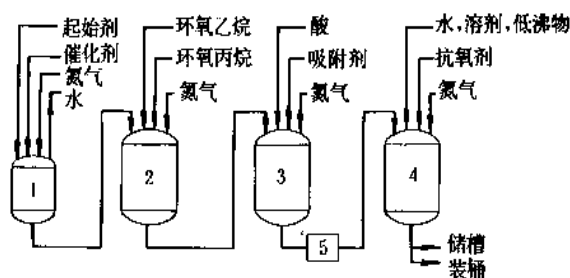 起始剂
催化剂
氮气
水
环氧乙烷
环氧丙烷
氮气
酸
吸附剂
氮气
水,溶剂,低沸物
抗氧剂
氮气
1
2
3
4
5
储槽
装桶